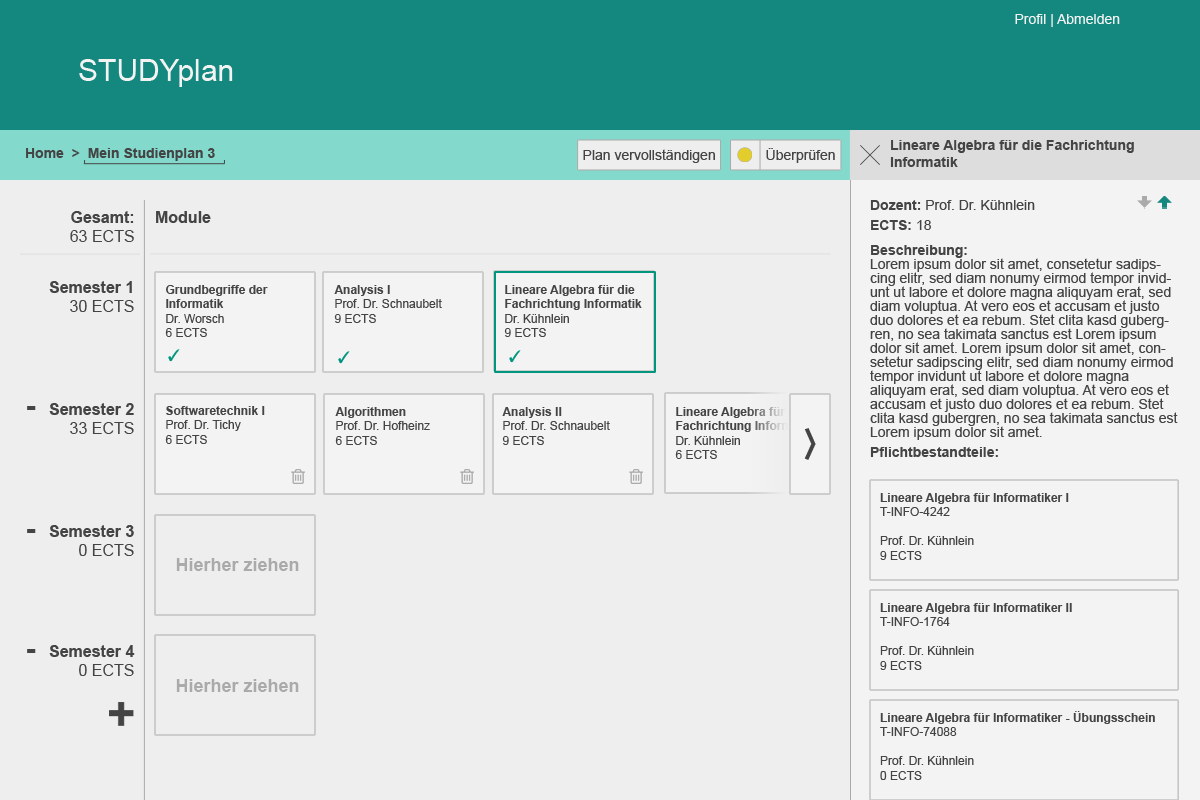 Profil | Abmelden
STUDYplan
Home > Mein Studienplan 3
Plan vervollständigen
Überprüfen
Gesamt:
63 ECTS
Module
Semester 1
30 ECTS
Grundbegriffe der
Informatik
Dr. Worsch
6 ECTS
✓
Analysis I
Prof. Dr. Schnaubelt
9 ECTS
✓
Lineare Algebra für die
Fachrichtung Informatik
Dr. Kühnlein
9 ECTS
✓
- Semester 2
33 ECTS
Softwaretechnik I
Prof. Dr. Tichy
6 ECTS
Algorithmen
Prof. Dr. Hofheinz
6 ECTS
Analysis II
Prof. Dr. Schnaubelt
9 ECTS
Lineare Algebra für
Fachrichtung Infor
Dr. Kühnlein
6 ECTS
- Semester 3
0 ECTS
Hierher ziehen
- Semester 4
0 ECTS
Hierher ziehen
Lineare Algebra für die Fachrichtung
Informatik
Dozent: Prof. Dr. Kühnlein
ECTS: 18
Beschreibung:
Lorem ipsum dolor sit amet, consetetur sadips-
cing elitr, sed diam nonumy eirmod tempor invid-
unt ut labore et dolore magna aliquyam erat, sed
diam voluptua. At vero eos et accusam et justo
duo dolores et ea rebum. Stet clita kasd guberg-
ren, no sea takimata sanctus est Lorem ipsum
dolor sit amet. Lorem ipsum dolor sit amet, con-
setetur sadipscing elitr, sed diam nonumy eirmod
tempor invidunt ut labore et dolore magna
aliquyam erat, sed diam voluptua. At vero eos et
accusam et justo duo dolores et ea rebum. Stet
clita kasd gubergren, no sea takimata sanctus est
Lorem ipsum dolor sit amet.
Pflichtbestandteile:
Lineare Algebra für Informatiker I
T-INFO-4242
Prof. Dr. Kühnlein
9 ECTS
Lineare Algebra für Informatiker II
T-INFO-1764
Prof. Dr. Kühnlein
9 ECTS
Lineare Algebra für Informatiker - Übungsschein
T-INFO-74088
Prof. Dr. Kühnlein
0 ECTS